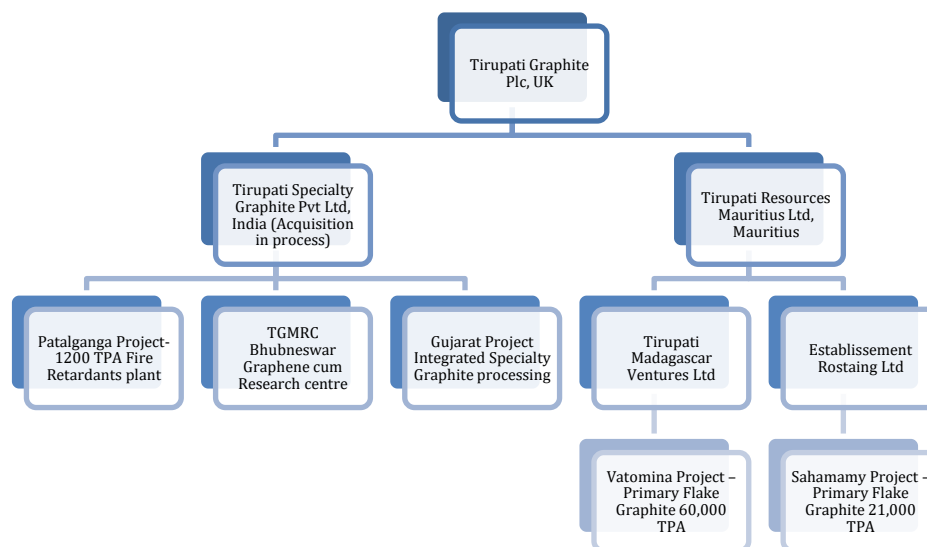 Tirupati Graphite
Plc, UK
Tirupati Specialty
Graphite Pvt Ltd,
India (Acquisition
in process)
Tirupati Resources
Mauritius Ltd,
Mauritius
Patalganga Project-
1200 TPA Fire
Retardants plant
TGMRC
Bhubneswar
Graphene cum
Research centre
Gujarat Project
Integrated Specialty
Graphite processing
Tirupati
Madagascar
Ventures Ltd
Establissement
Rostaing Ltd
Vatomina Project –
Primary Flake
Graphite 60,000
TPA
Sahamamy Project –
Primary Flake
Graphite 21,000
TPA